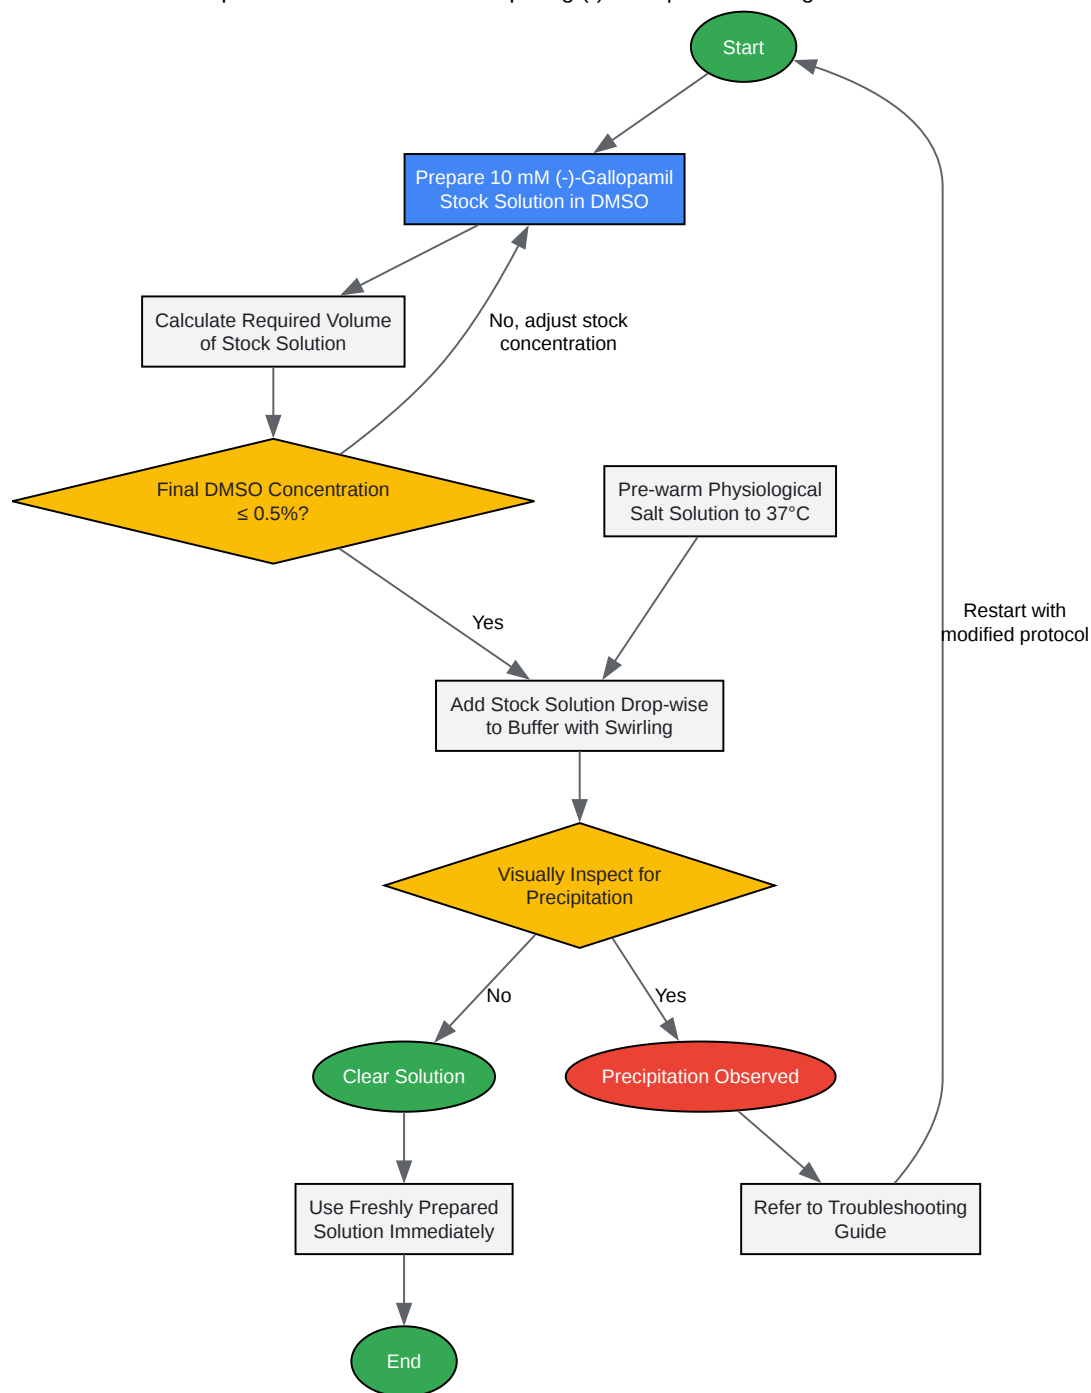 Start
Prepare 10 mM (-)-Gallopamil
Stock Solution in DMSO
Calculate Required Volume
of Stock Solution
No, adjust stock
concentration
Final DMSO Concentration
≤ 0.5%?
Pre-warm Physiological
Salt Solution to 37°C
Yes
Restart with
modified protocol
Add Stock Solution Drop-wise
to Buffer with Swirling
Visually Inspect for
Precipitation
No
Yes
Clear Solution
Precipitation Observed
Use Freshly Prepared
Solution Immediately
Refer to Troubleshooting
Guide
End